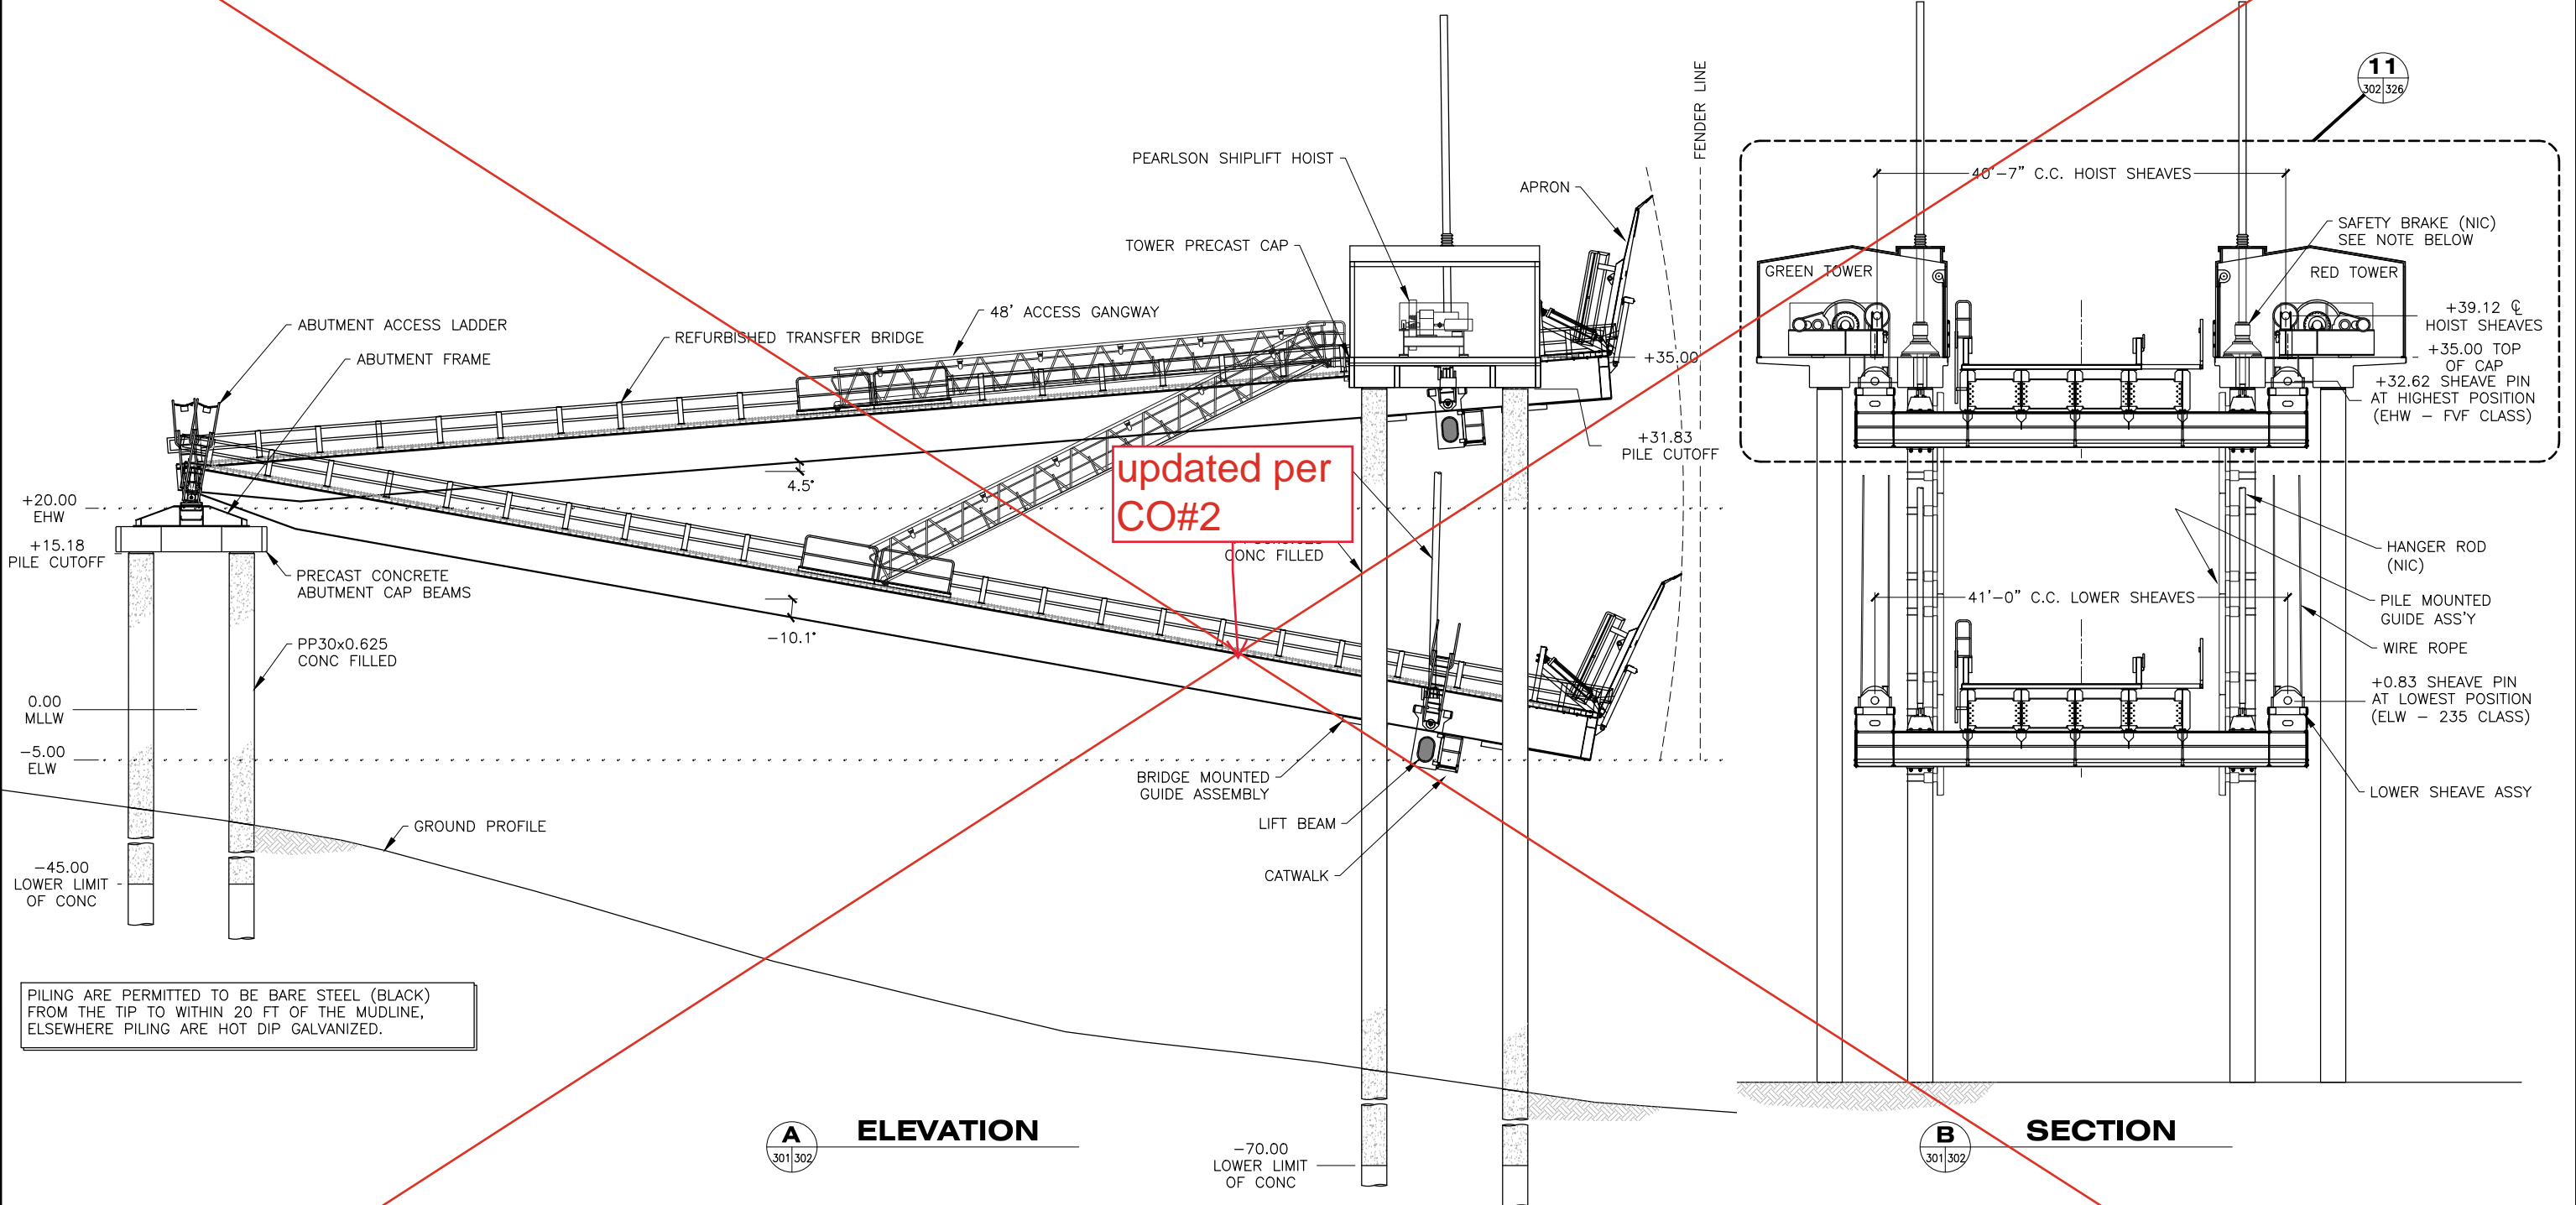 11
302 326
FENDER LINE
PEARLSON SHIPLIFT HOIST
APRON
40'-7" C.C. HOIST SHEAVES
TOWER PRECAST CAP
SAFETY BRAKE (NIC)
SEE NOTE BELOW
GREEN TOWER
RED TOWER
48' ACCESS GANGWAY
+39.12 ℄
HOIST SHEAVES
ABUTMENT ACCESS LADDER
REFURBISHED TRANSFER BRIDGE
ABUTMENT FRAME
+35.00
+35.00 TOP
OF CAP
+32.62 SHEAVE PIN
AT HIGHEST POSITION
(EHW – FVF CLASS)
+31.83
PILE CUTOFF
updated per
CO#2
4.5°
+20.00
EHW
+15.18
PILE CUTOFF
CONC FILLED
HANGER ROD
(NIC)
PRECAST CONCRETE
ABUTMENT CAP BEAMS
41'-0" C.C. LOWER SHEAVES
PILE MOUNTED
GUIDE ASS'Y
-10.1°
PP30x0.625
CONC FILLED
WIRE ROPE
0.00
MLLW
+0.83 SHEAVE PIN
AT LOWEST POSITION
(ELW – 235 CLASS)
-5.00
ELW
BRIDGE MOUNTED
GUIDE ASSEMBLY
LOWER SHEAVE ASSY
LIFT BEAM
GROUND PROFILE
CATWALK
-45.00
LOWER LIMIT
OF CONC
PILING ARE PERMITTED TO BE BARE STEEL (BLACK)
FROM THE TIP TO WITHIN 20 FT OF THE MUDLINE,
ELSEWHERE PILING ARE HOT DIP GALVANIZED.
A
301 302
ELEVATION
-70.00
LOWER LIMIT
OF CONC
B
301 302
SECTION